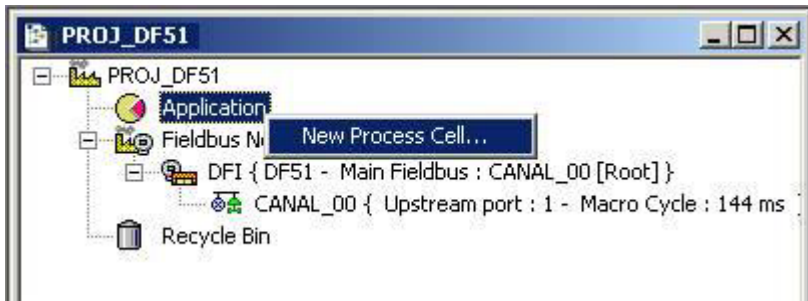 PROJ_DF51
PROJ_DF51
Application
New Process Cell...
Fieldbus
DFI { DF51 - Main Fieldbus : CANAL_00 [Root] }
CANAL_00 { Upstream port : 1 - Macro Cycle : 144 ms
Recycle Bin